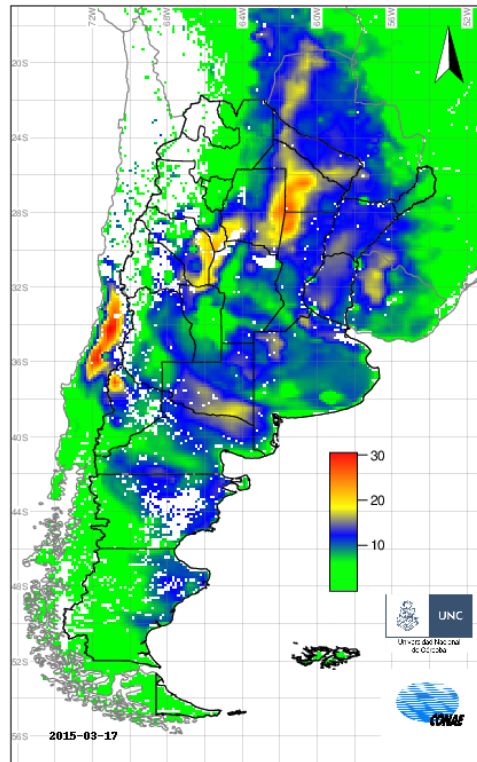 72W 68W 64W 60W 56W 52W
20S
24S
28S
32S
36S
40S
44S
48S
52S
56S
30
20
10
UNC
Universidad Nacional
de Córdoba
CONAE
2015-03-17